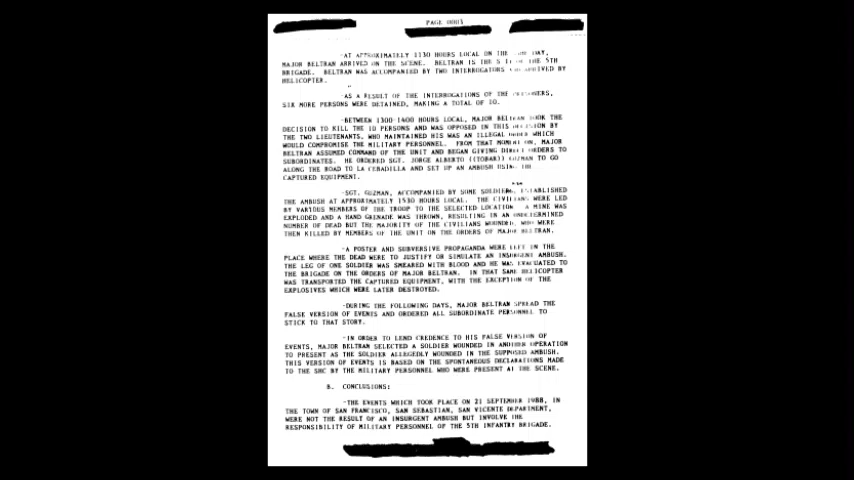 PAGE 0003
-AT APPROXIMATELY 1130 HOURS LOCAL ON THE DAY,
MAJOR BELTRAN ARRIVED ON THE SCENE. BELTRAN IS THE OF THE 5TH
BRIGADE. BELTRAN WAS ACCOMPANIED BY TWO INTERROGATORS ARRIVED BY
HELICOPTER.
-AS A RESULT OF THE INTERROGATIONS OF THE PRISONERS,
SIX MORE PERSONS WERE DETAINED, MAKING A TOTAL OF 10.
-BETWEEN 1300-1400 HOURS LOCAL, MAJOR BELTRAN TOOK THE
DECISION TO KILL THE 10 PERSONS AND WAS OPPOSED IN THIS DECISION BY
THE TWO LIEUTENANTS, WHO MAINTAINED HIS WAS AN ILLEGAL ORDER WHICH
WOULD COMPROMISE THE MILITARY PERSONNEL. FROM THAT MOMENT ON, MAJOR
BELTRAN ASSUMED COMMAND OF THE UNIT AND BEGAN GIVING DIRECT ORDERS TO
SUBORDINATES. HE ORDERED SGT. JORGE ALBERTO ((TOBAR)) GUZMAN TO GO
ALONG THE ROAD TO LA CEBADILLA AND SET UP AN AMBUSH USING THE
CAPTURED EQUIPMENT.
-SGT. GUZMAN, ACCOMPANIED BY SOME SOLDIERS, ESTABLISHED
THE AMBUSH AT APPROXIMATELY 1530 HOURS LOCAL. THE CIVILIANS WERE LED
BY VARIOUS MEMBERS OF THE TROOP TO THE SELECTED LOCATION A MINE WAS
EXPLODED AND A HAND GRENADE WAS THROWN, RESULTING IN AN UNDETERMINED
NUMBER OF DEAD BUT THE MAJORITY OF THE CIVILIANS WOUNDED, WHO WERE
THEN KILLED BY MEMBERS OF THE UNIT ON THE ORDERS OF MAJOR BELTRAN.
-A POSTER AND SUBVERSIVE PROPAGANDA WERE LEFT IN THE
PLACE WHERE THE DEAD WERE TO JUSTIFY OR SIMULATE AN INSURGENT AMBUSH.
THE LEG OF ONE SOLDIER WAS SMEARED WITH BLOOD AND HE WAS EVACUATED TO
THE BRIGADE ON THE ORDERS OF MAJOR BELTRAN. IN THAT SAME HELICOPTER
WAS TRANSPORTED THE CAPTURED EQUIPMENT, WITH THE EXCEPTION OF THE
EXPLOSIVES WHICH WERE LATER DESTROYED.
-DURING THE FOLLOWING DAYS, MAJOR BELTRAN SPREAD THE
FALSE VERSION OF EVENTS AND ORDERED ALL SUBORDINATE PERSONNEL TO
STICK TO THAT STORY.
-IN ORDER TO LEND CREDENCE TO HIS FALSE VERSION OF
EVENTS, MAJOR BELTRAN SELECTED A SOLDIER WOUNDED IN ANOTHER OPERATION
TO PRESENT AS THE SOLDIER ALLEGEDLY WOUNDED IN THE SUPPOSED AMBUSH.
THIS VERSION OF EVENTS IS BASED ON THE SPONTANEOUS DECLARATIONS MADE
TO THE SHC BY THE MILITARY PERSONNEL WHO WERE PRESENT AT THE SCENE.
B. CONCLUSIONS:
-THE EVENTS WHICH TOOK PLACE ON 21 SEPTEMBER 1988, IN
THE TOWN OF SAN FRANCISCO, SAN SEBASTIAN, SAN VICENTE DEPARTMENT,
WERE NOT THE RESULT OF AN INSURGENT AMBUSH BUT INVOLVE THE
RESPONSIBILITY OF MILITARY PERSONNEL OF THE 5TH INFANTRY BRIGADE.